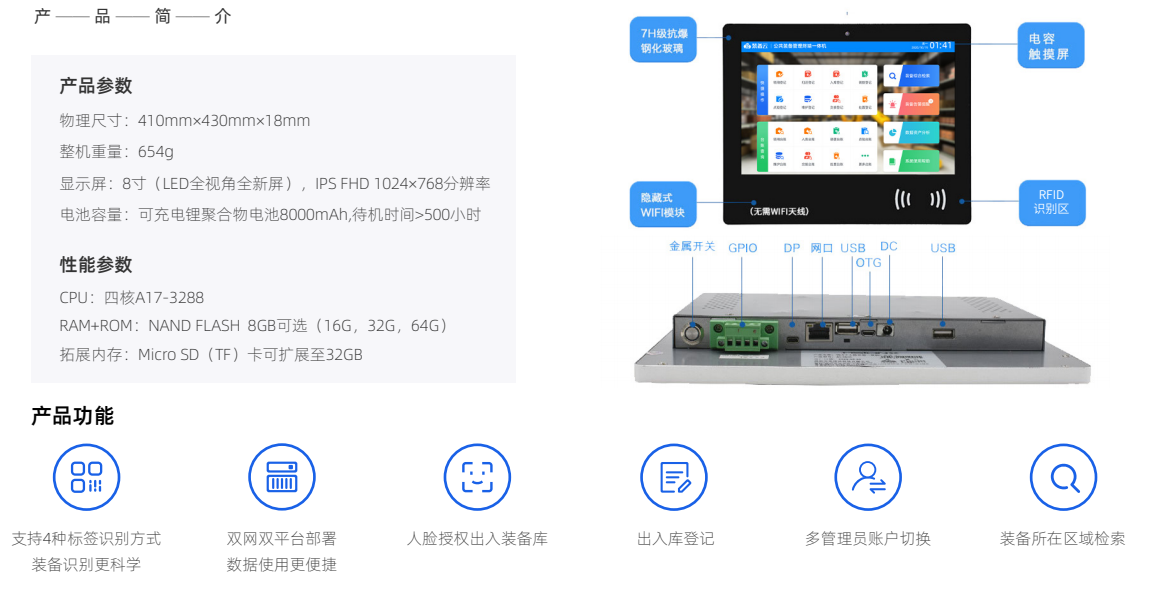 产——品——简——介
产品参数
物理尺寸：410mm×430mm×18mm
整机重量：654g
显示屏：8寸（LED全视角全新屏），IPS FHD 1024×768分辨率
电池容量：可充电锂聚合物电池8000mAh,待机时间>500小时
性能参数
CPU：四核A17-3288
RAM+ROM：NAND FLASH 8GB可选（16G，32G，64G）
拓展内存：Micro SD（TF）卡可扩展至32GB
7H级抗爆
钢化玻璃
电容
触摸屏
01:41
隐藏式
WIFI模块
(无需WIFI天线)
RFID
识别区
金属开关
GPIO
DP
网口
USB
OTG
DC
USB
产品功能
支持4种标签识别方式
装备识别更科学
双网双平台部署
数据使用更便捷
人脸授权出入装备库
出入库登记
多管理员账户切换
装备所在区域检索